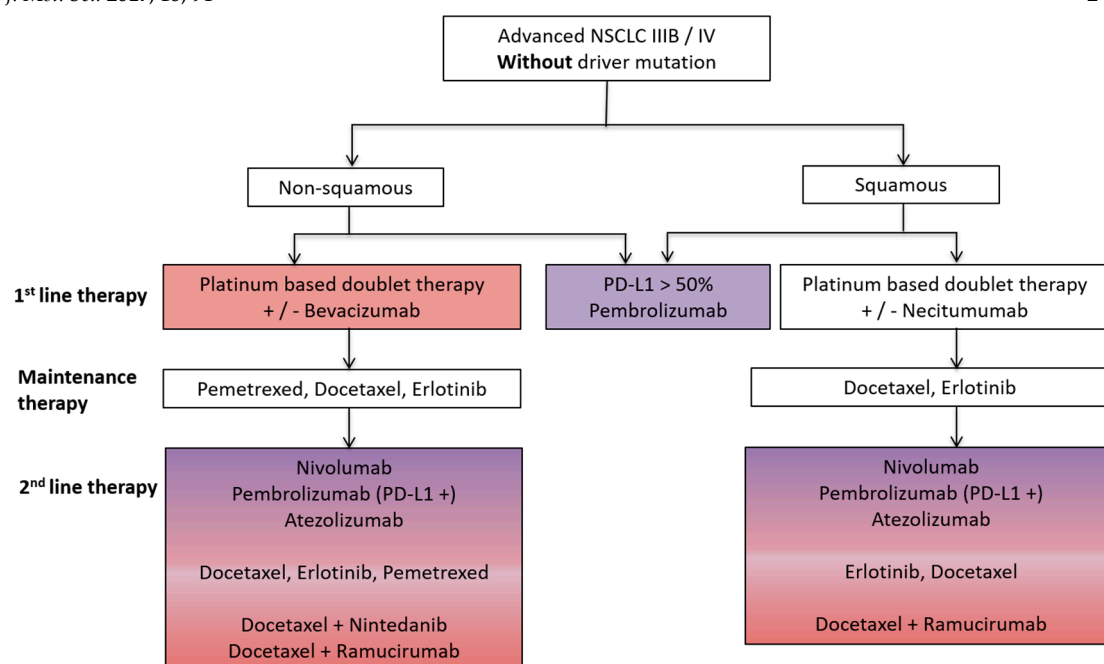 Advanced NSCLC IIIB / IV
Without driver mutation
Non-squamous
Squamous
1st line therapy
Platinum based doublet therapy
+ / - Bevacizumab
PD-L1 > 50%
Pembrolizumab
Platinum based doublet therapy
+ / - Necitumumab
Maintenance
therapy
Pemetrexed, Docetaxel, Erlotinib
Docetaxel, Erlotinib
2nd line therapy
Nivolumab
Pembrolizumab (PD-L1 +)
Atezolizumab
Docetaxel, Erlotinib, Pemetrexed
Docetaxel + Nintedanib
Docetaxel + Ramucirumab
Nivolumab
Pembrolizumab (PD-L1 +)
Atezolizumab
Erlotinib, Docetaxel
Docetaxel + Ramucirumab